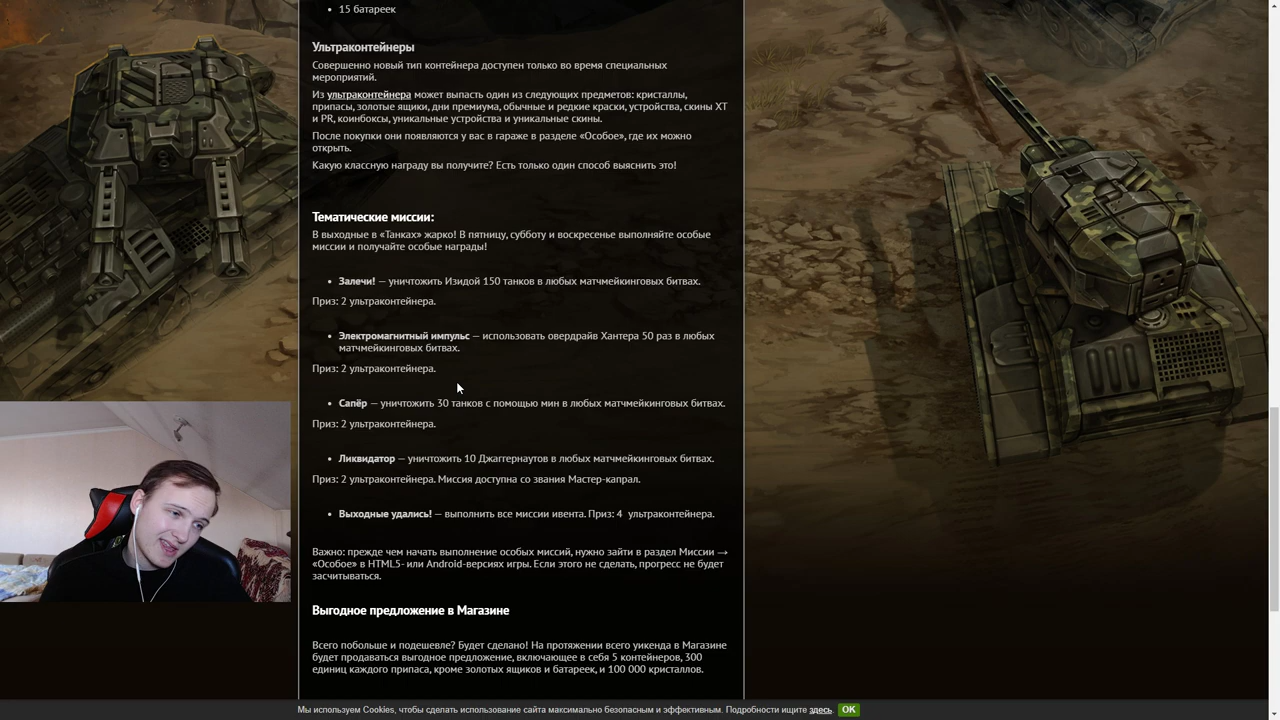 15 батареек
Ультраконтейнеры
Совершенно новый тип контейнера доступен только во время специальных
мероприятий.
Из ультраконтейнера может выпасть один из следующих предметов: кристаллы,
припасы, золотые ящики, дни премиума, обычные и редкие краски, устройства, скины XT
и PR, коинбоксы, уникальные устройства и уникальные скины.
После покупки они появляются у вас в гараже в разделе «Особое», где их можно
открыть.
Какую классную награду вы получите? Есть только один способ выяснить это!
Тематические миссии:
В выходные в «Танках» жарко! В пятницу, субботу и воскресенье выполняйте особые
миссии и получайте особые награды!
Залечи! — уничтожить Изидой 150 танков в любых матчмейкинговых битвах.
Приз: 2 ультраконтейнера.
Электромагнитный импульс — использовать овердрайв Хантера 50 раз в любых
матчмейкинговых битвах.
Приз: 2 ультраконтейнера.
Сапёр — уничтожить 30 танков с помощью мин в любых матчмейкинговых битвах.
Приз: 2 ультраконтейнера.
Ликвидатор — уничтожить 10 Джаггернаутов в любых матчмейкинговых битвах.
Приз: 2 ультраконтейнера. Миссия доступна со звания Мастер-капрал.
Выходные удались! — выполнить все миссии ивента. Приз: 4 ультраконтейнера.
Важно: прежде чем начать выполнение особых миссий, нужно зайти в раздел Миссии →
«Особое» в HTML5- или Android-версиях игры. Если этого не сделать, прогресс не будет
засчитываться.
Выгодное предложение в Магазине
Всего побольше и подешевле? Будет сделано! На протяжении всего уикенда в Магазине
будет продаваться выгодное предложение, включающее в себя 5 контейнеров, 300
единиц каждого припаса, кроме золотых ящиков и батареек, и 100 000 кристаллов.
Мы используем Cookies, чтобы сделать использование сайта максимально безопасным и эффективным. Подробности ищите здесь. OK